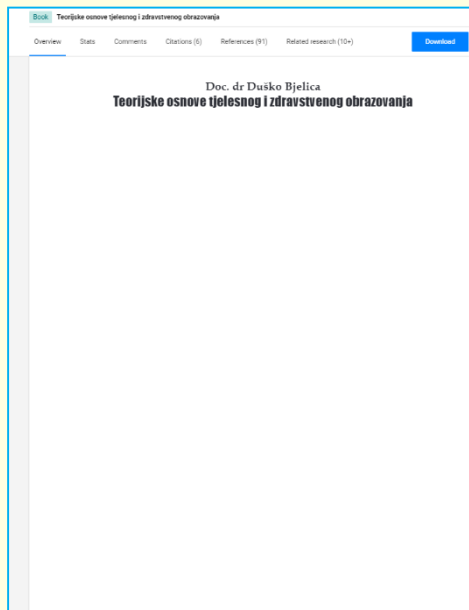 Book Teorijske osnove tjelesnog i zdravstvenog obrazovanja
Overview Stats Comments Citations (6) References (91) Related research (10+) Download
Doc. dr Duško Bjelica
Teorijske osnove tjelesnog i zdravstvenog obrazovanja